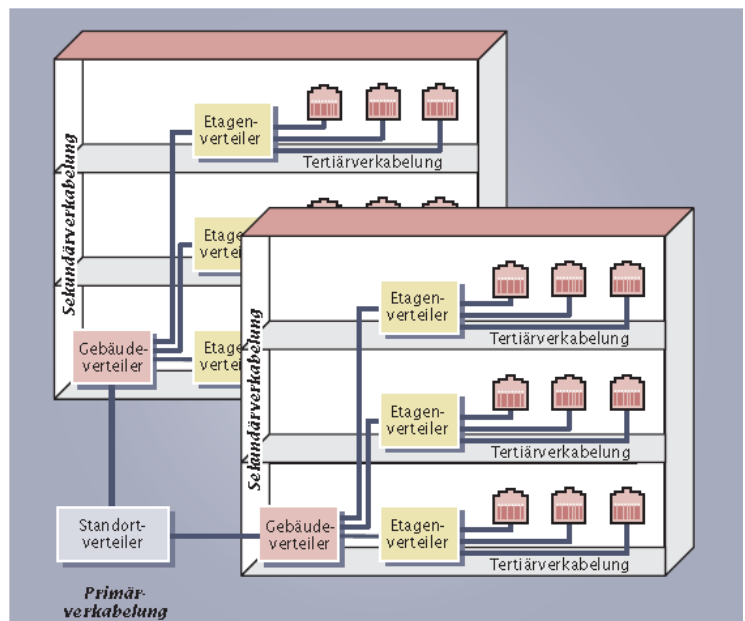 Etagen-
verteiler
Tertiärverkabelung
Sekundärverkabelung
Etagen
Gebäude-
verteiler
Etagen
verteiler
Etagen-
verteiler
Tertiärverkabelung
Sekundärverkabelung
Etagen-
verteiler
Tertiärverkabelung
Standort-
verteiler
Gebäude-
verteiler
Etagen-
verteiler
Tertiärverkabelung
Primär-
verkabelung